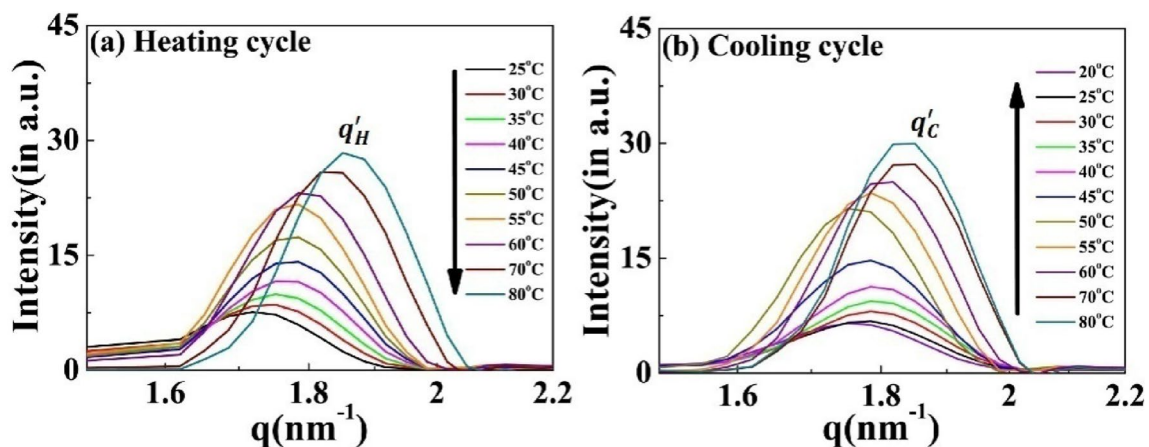 (a) Heating cycle
45
30
15
0
Intensity(in a.u.)
q′H
25°C
30°C
35°C
40°C
45°C
50°C
55°C
60°C
70°C
80°C
1.6
1.8
2
2.2
q(nm-1)
(b) Cooling cycle
45
30
15
0
Intensity(in a.u.)
q′C
20°C
25°C
30°C
35°C
40°C
45°C
50°C
55°C
60°C
70°C
80°C
1.6
1.8
2
2.2
q(nm-1)